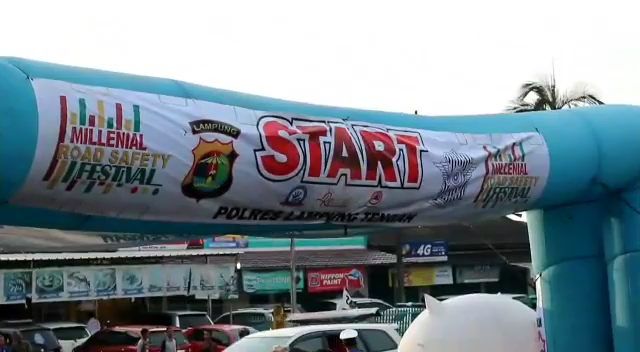 MILLENIAL
ROAD SAFETY
FESTIVAL
LAMPUNG
START
MILLENIAL
ROAD SAFETY
FESTIVAL
POLRES LAMPUNG TENGAH
4G
NIPPON
PAINT